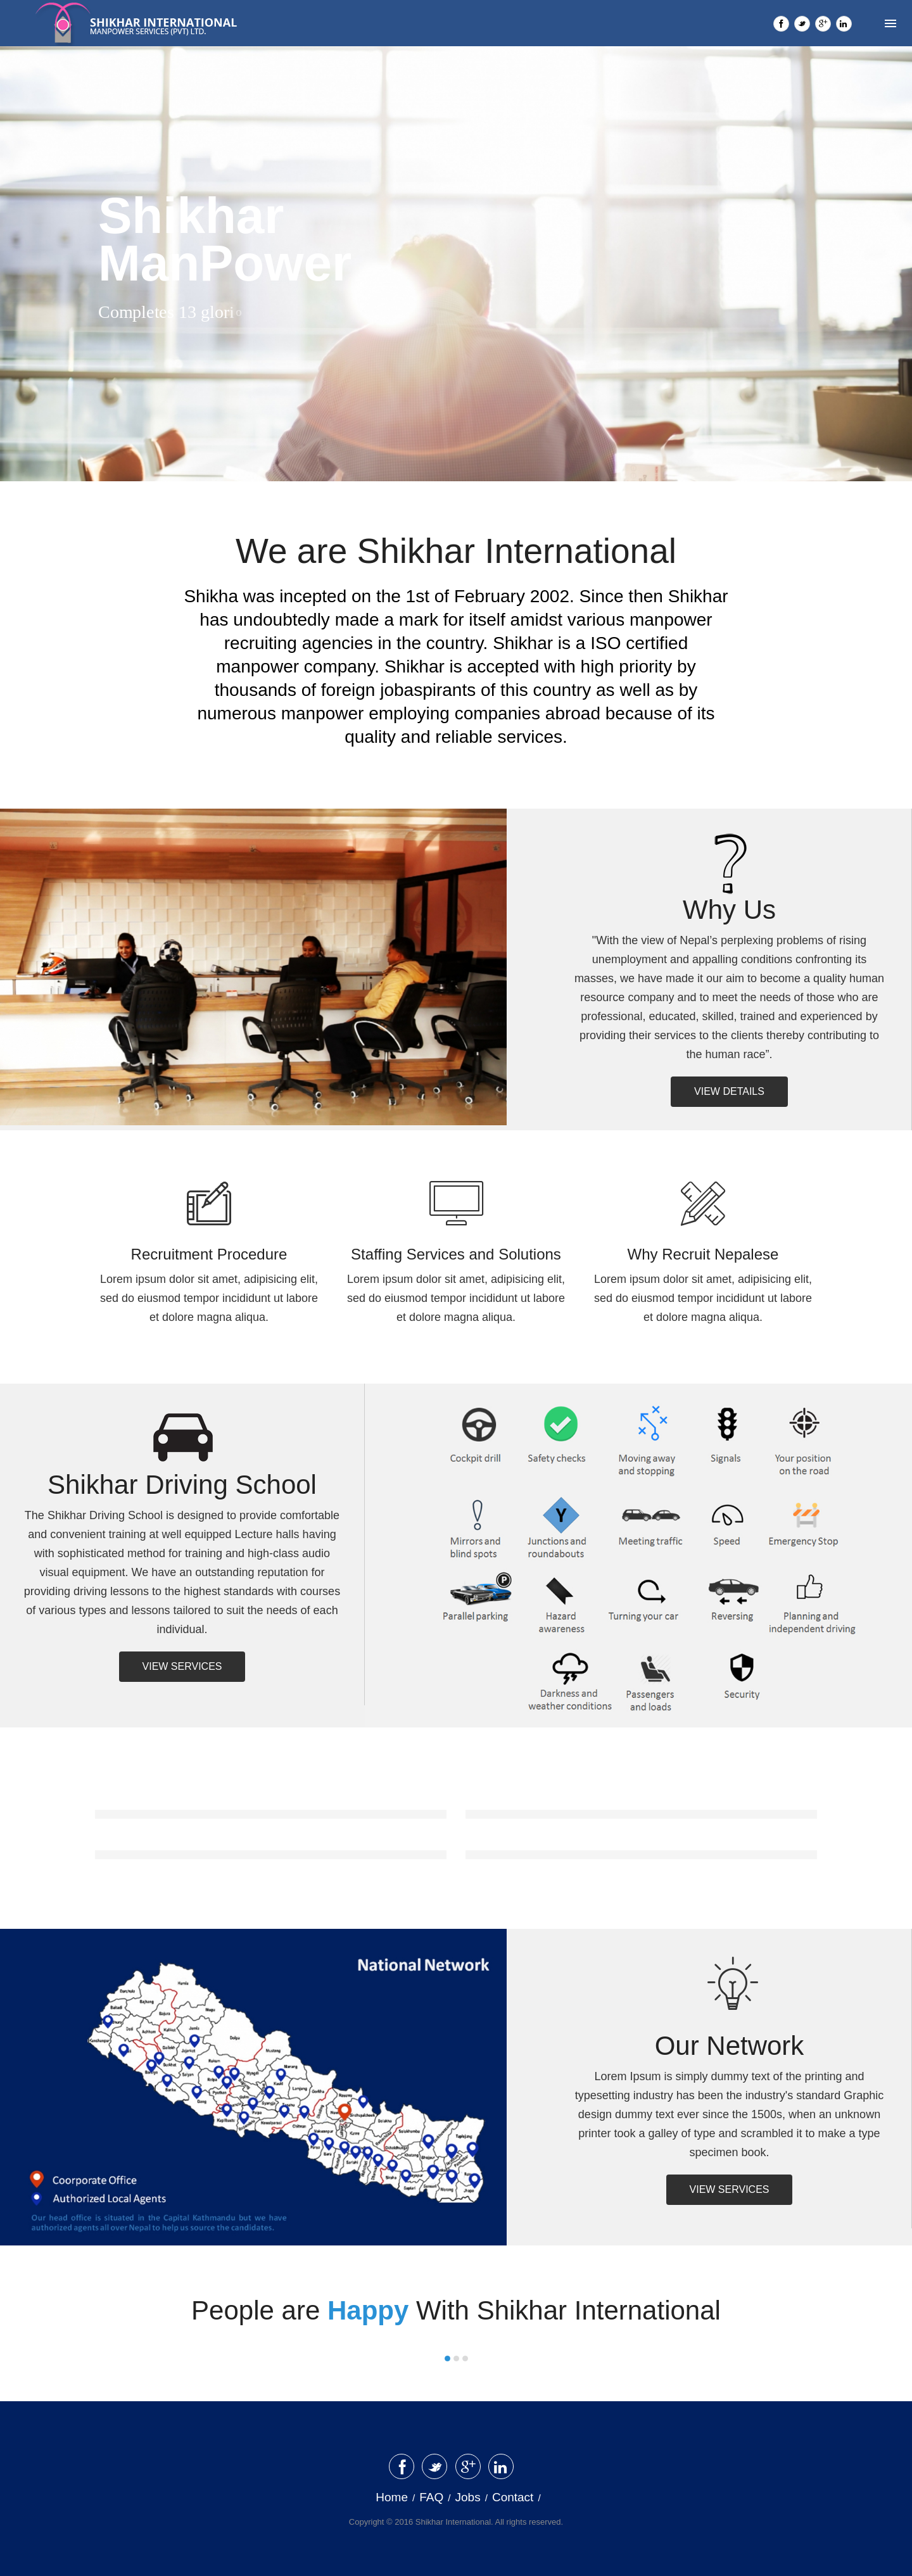 SHIKHAR INTERNATIONAL
MANPOWER SERVICES (PVT) LTD.
Shikhar
ManPower
Completes 13 glorio
We are Shikhar International
Shikha was incepted on the 1st of February 2002. Since then Shikhar
has undoubtedly made a mark for itself amidst various manpower
recruiting agencies in the country. Shikhar is a ISO certified
manpower company. Shikhar is accepted with high priority by
thousands of foreign jobaspirants of this country as well as by
numerous manpower employing companies abroad because of its
quality and reliable services.
Why Us
"With the view of Nepal's perplexing problems of rising
unemployment and appalling conditions confronting its
masses, we have made it our aim to become a quality human
resource company and to meet the needs of those who are
professional, educated, skilled, trained and experienced by
providing their services to the clients thereby contributing to
the human race”.
VIEW DETAILS
Recruitment Procedure
Lorem ipsum dolor sit amet, adipisicing elit,
sed do eiusmod tempor incididunt ut labore
et dolore magna aliqua.
Staffing Services and Solutions
Lorem ipsum dolor sit amet, adipisicing elit,
sed do eiusmod tempor incididunt ut labore
et dolore magna aliqua.
Why Recruit Nepalese
Lorem ipsum dolor sit amet, adipisicing elit,
sed do eiusmod tempor incididunt ut labore
et dolore magna aliqua.
Shikhar Driving School
The Shikhar Driving School is designed to provide comfortable
and convenient training at well equipped Lecture halls having
with sophisticated method for training and high-class audio
visual equipment. We have an outstanding reputation for
providing driving lessons to the highest standards with courses
of various types and lessons tailored to suit the needs of each
individual.
VIEW SERVICES
Cockpit drill
Safety checks
Moving away
and stopping
Signals
Your position
on the road
Mirrors and
blind spots
Y
Junctions and
roundabouts
Meeting traffic
Speed
Emergency Stop
P
Parallel parking
Hazard
awareness
Turning your car
Reversing
Planning and
independent driving
Darkness and
weather conditions
Passengers
and loads
Security
National Network
Coorporate Office
Authorized Local Agents
Our head office is situated in the Capital Kathmandu but we have
authorized agents all over Nepal to help us source the candidates.
Our Network
Lorem Ipsum is simply dummy text of the printing and
typesetting industry has been the industry's standard Graphic
design dummy text ever since the 1500s, when an unknown
printer took a galley of type and scrambled it to make a type
specimen book.
VIEW SERVICES
People are Happy With Shikhar International
Home / FAQ / Jobs / Contact /
Copyright © 2016 Shikhar International. All rights reserved.